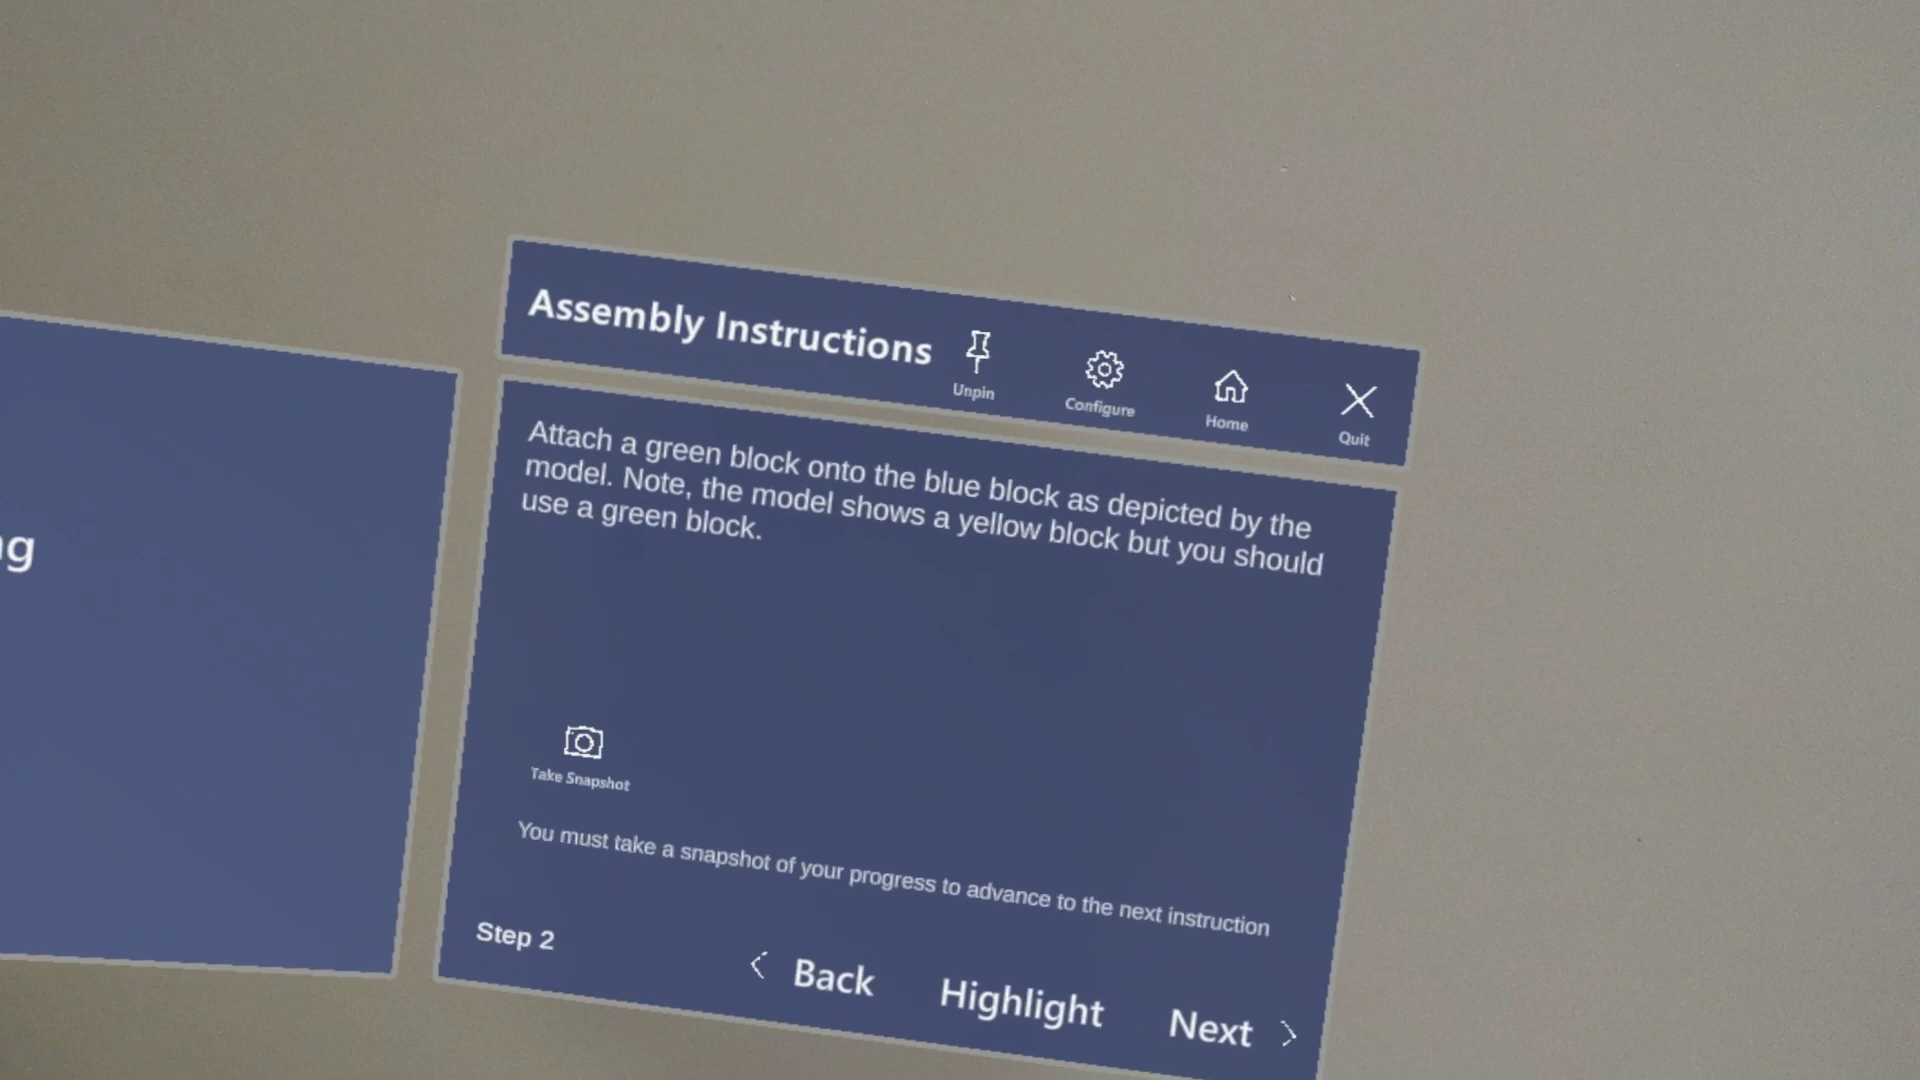 Assembly Instructions
Unpin
Configure
Home
Quit
Attach a green block onto the blue block as depicted by the
model. Note, the model shows a yellow block but you should
use a green block.
Take Snapshot
You must take a snapshot of your progress to advance to the next instruction
Step 2
Back
Highlight
Next